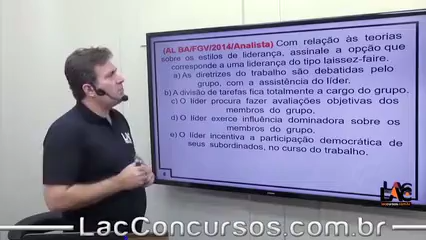 (AL BA/FGV/2014/Analista) Com relação às teorias
sobre os estilos de liderança, assinale a opção que
corresponde a uma liderança do tipo laissez-faire.
a) As diretrizes do trabalho são debatidas pelo
grupo, com a assistência do líder.
b) A divisão de tarefas fica totalmente a cargo do grupo.
c) O líder procura fazer avaliações objetivas dos
membros do grupo.
d) O líder exerce influência dominadora sobre os
membros do grupo.
e) O líder incentiva a participação democrática de
seus subordinados, no curso do trabalho.
LAC
LacConcursos.com.br